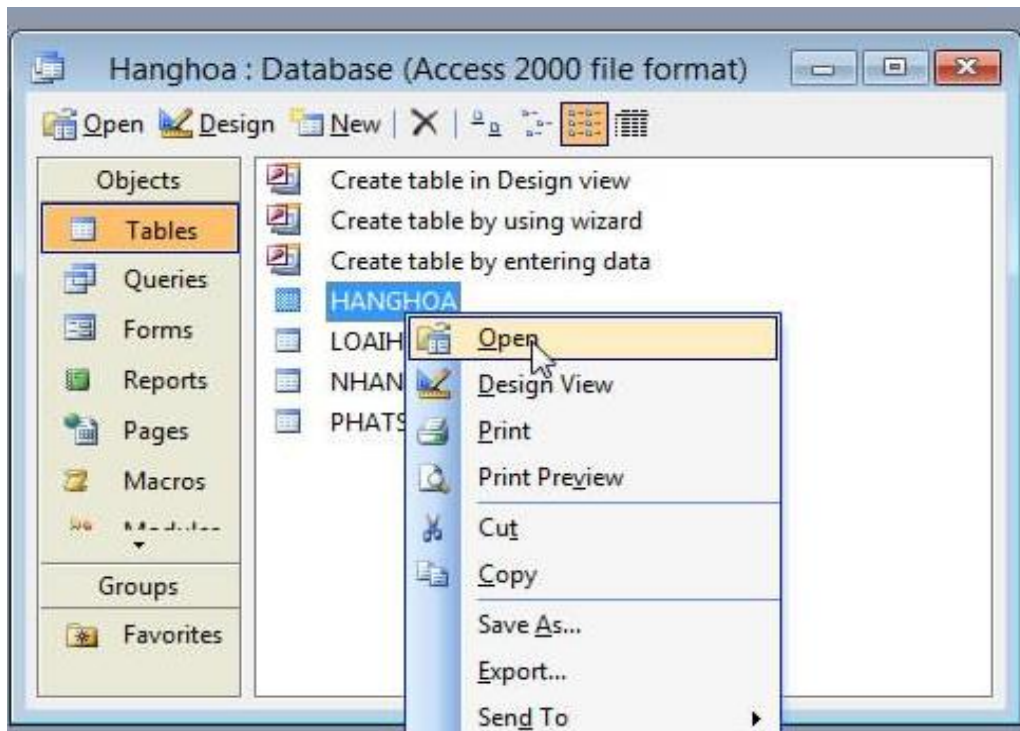 Hanghoa : Database (Access 2000 file format)
Open Design New
Objects
Tables
Queries
Forms
Reports
Pages
Macros
Groups
Favorites
Create table in Design view
Create table by using wizard
Create table by entering data
HANGHOA
LOAIH
NHAN
PHATS
Open
Design View
Print
Print Preview
Cut
Copy
Save As...
Export...
Send To